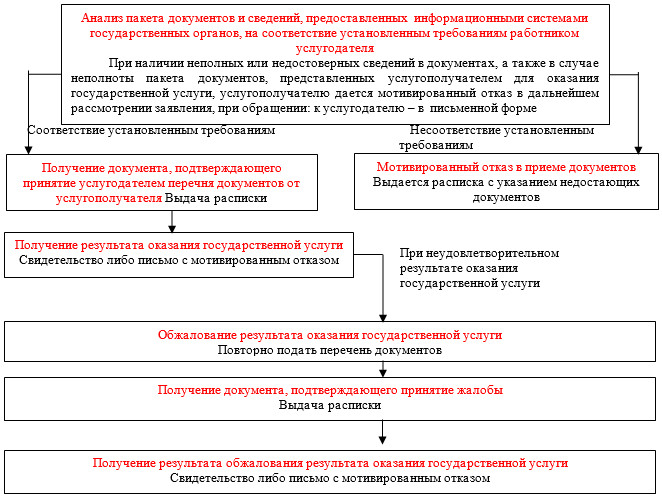 Анализ пакета документов и сведений, предоставленных информационными системами
государственных органов, на соответствие установленным требованиям работником
услугодателя
При наличии неполных или недостоверных сведений в документах, а также в случае
неполноты пакета документов, представленных услугополучателем для оказания
государственной услуги, услугополучателю дается мотивированный отказ в дальнейшем
рассмотрении заявления, при обращении: к услугодателю – в письменной форме
Соответствие установленным требованиям
Несоответствие установленным
требованиям
Получение документа, подтверждающего
принятие услугодателем перечня документов от
услугополучателя Выдача расписки
Мотивированный отказ в приеме документов
Выдается расписка с указанием недостающих
документов
Получение результата оказания государственной услуги
Свидетельство либо письмо с мотивированным отказом
При неудовлетворительном
результате оказания
государственной услуги
Обжалование результата оказания государственной услуги
Повторно подать перечень документов
Получение документа, подтверждающего принятие жалобы
Выдача расписки
Получение результата обжалования результата оказания государственной услуги
Свидетельство либо письмо с мотивированным отказом